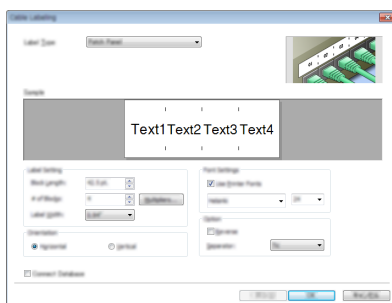 Cable Labeling
Label Type:
Patch Panel
Sample
Text1 Text2 Text3 Text4
Label Setting
Block Length:
# of Blocks:
4
Label Width:
Font Settings
Use Printer Fonts
Helsinki
24
Orientation
Horizontal
Vertical
Option
Reverse
Separator:
Connect Database
OK